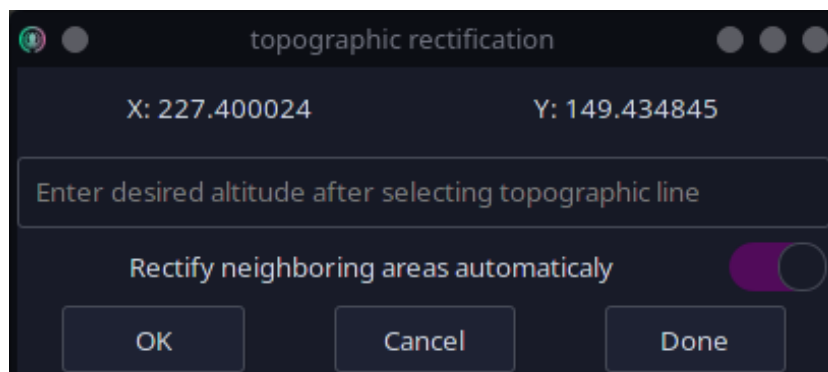 topographic rectification
X: 227.400024 Y: 149.434845
Enter desired altitude after selecting topographic line
Rectify neighboring areas automaticaly
OK Cancel Done